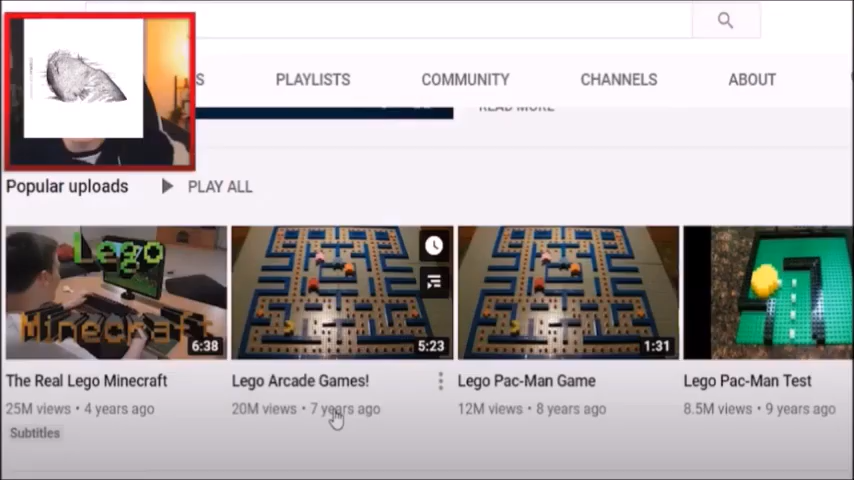 PLAYLISTS
COMMUNITY
CHANNELS
ABOUT
READ MORE
Popular uploads
PLAY ALL
Lego
Minecraft
6:38
5:23
1:31
The Real Lego Minecraft
Lego Arcade Games!
Lego Pac-Man Game
Lego Pac-Man Test
25M views • 4 years ago
20M views • 7 years ago
12M views • 8 years ago
8.5M views • 9 years ago
Subtitles